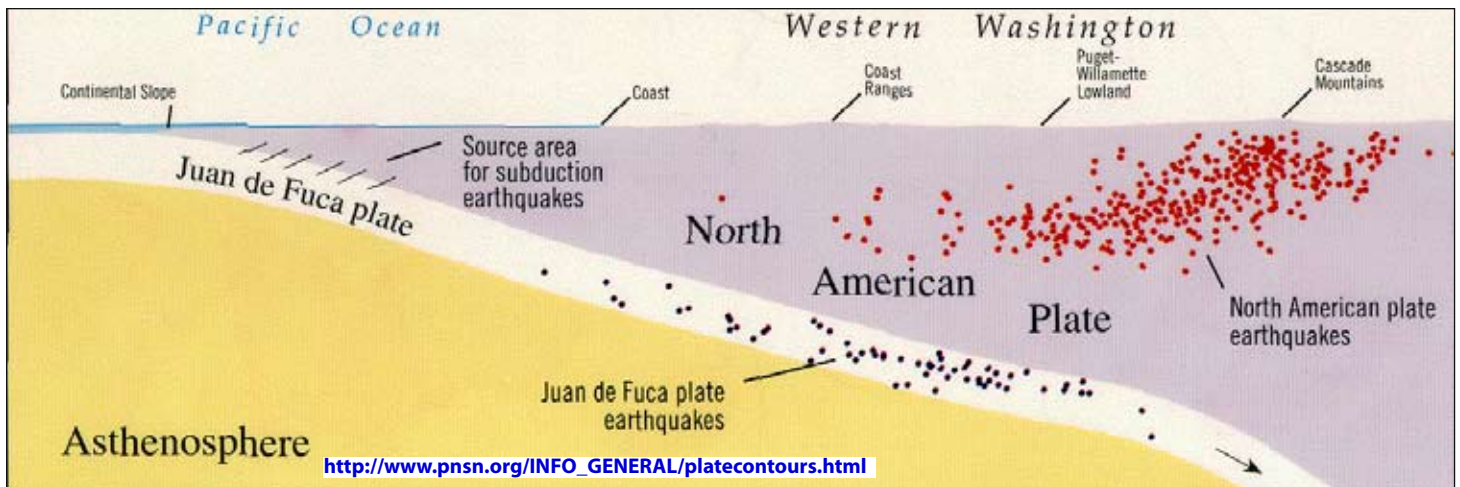 Pacific Ocean
Western Washington
Continental Slope
Coast
Coast
Ranges
Puget-
Willamette
Lowland
Cascade
Mountains
Source area
for subduction
earthquakes
Juan de Fuca plate
North
American
Plate
North American plate
earthquakes
Juan de Fuca plate
earthquakes
Asthenosphere
http://www.pnsn.org/INFO_GENERAL/platecontours.html